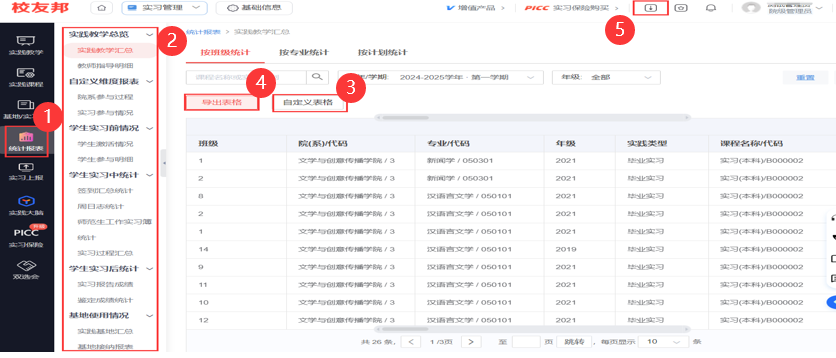 校友邦
实习管理
基础信息
增值产品
PICC 实习保险购买
院级管理员
5
实践教学
实践课程
基地/实
1
统计报表
实习上报
实践大脑
PICC
升级
实习保险
双选会
2
实践教学总览
实践教学汇总
教师指导明细
自定义维度报表
院系参与过程
实习参与情况
学生实习前情况
学生激活情况
学生参与明细
学生实习中统计
签到汇总统计
周日志统计
师范生工作实习簿
统计
实习过程汇总
学生实习后统计
实习报告成绩
鉴定成绩统计
基地使用情况
实践基地汇总
基地接纳报表
统计报表 > 实践教学汇总
按班级统计 按专业统计 按计划统计
学期: 2024-2025学年 · 第一学期 年级: 全部 重置
4
3
导出表格 自定义表格
班级 院(系)/代码 专业/代码 年级 实践类型 课程名称/代码
1 文学与创意传播学院 / 3 新闻学 / 050301 2021 毕业实习 实习(本科)/B000002
2 文学与创意传播学院 / 3 新闻学 / 050301 2021 毕业实习 实习(本科)/B000002
8 文学与创意传播学院 / 3 汉语言文学 / 050101 2021 毕业实习 实习(本科)/B000002
2 文学与创意传播学院 / 3 汉语言文学 / 050101 2021 毕业实习 实习(本科)/B000002
1 文学与创意传播学院 / 3 汉语言文学 / 050101 2021 毕业实习 实习(本科)/B000002
14 文学与创意传播学院 / 3 汉语言文学 / 050101 2019 毕业实习 实习(本科)/B000002
9 文学与创意传播学院 / 3 汉语言文学 / 050101 2021 毕业实习 实习(本科)/B000002
11 文学与创意传播学院 / 3 汉语言文学 / 050101 2021 毕业实习 实习(本科)/B000002
10 文学与创意传播学院 / 3 汉语言文学 / 050101 2021 毕业实习 实习(本科)/B000002
12 文学与创意传播学院 / 3 汉语言文学 / 050101 2021 毕业实习 实习(本科)/B000002
共 26 条, < 1 /3页 > 至 页 跳转 , 每页显示 10 条